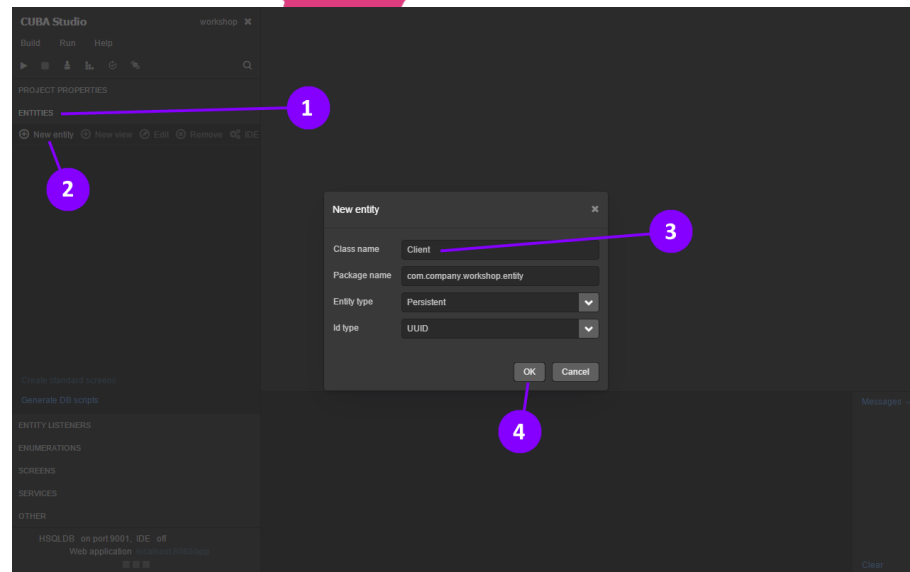 CUBA Studio workshop
Build Run Help
PROJECT PROPERTIES
ENTITIES
1
New entity New view Edit Remove IDE
2
New entity
3
Class name Client
Package name com.company.workshop.entity
Entity type Persistent
Id type UUID
OK Cancel
Create standard screens
Generate DB scripts
Messages
4
ENTITY LISTENERS
ENUMERATIONS
SCREENS
SERVICES
OTHER
HSQLDB on port 9001, IDE off
Web application
Clear